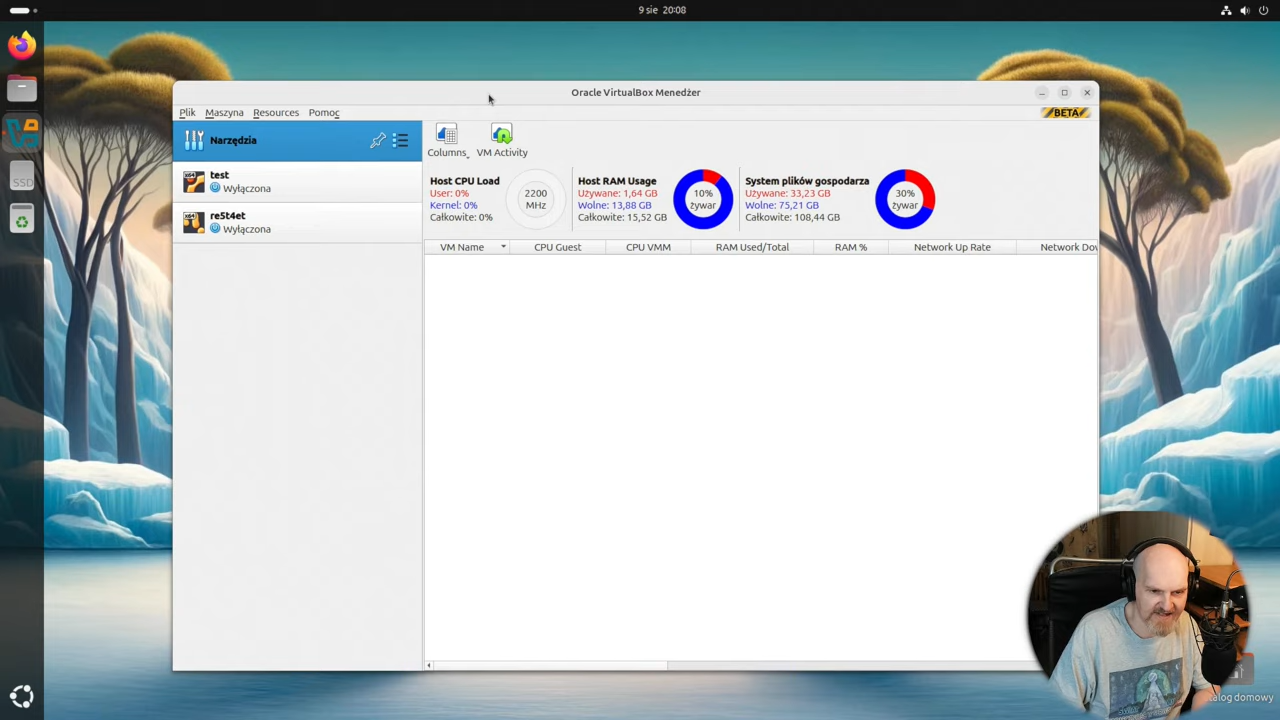 9 sie 20:08
Oracle VirtualBox Menedżer
Plik Maszyna Resources Pomoc
BETA
Narzędzia
test
Wyłączona
re5t4et
Wyłączona
Columns VM Activity
Host CPU Load
User: 0%
Kernel: 0%
Całkowite: 0%
2200
MHz
Host RAM Usage
Używane: 1,64 GB
Wolne: 13,88 GB
Całkowite: 15,52 GB
10%
żywar
System plików gospodarza
Używane: 33,23 GB
Wolne: 75,21 GB
Całkowite: 108,44 GB
30%
żywar
VM Name CPU Guest CPU VMM RAM Used/Total RAM % Network Up Rate Network Dov
SSD
talog domowy